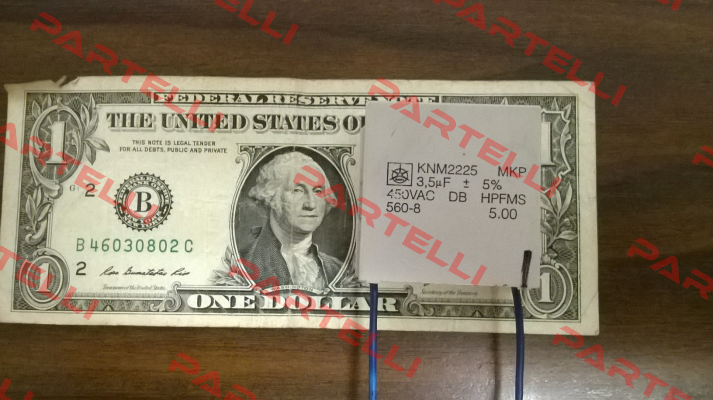 FEDERAL RESERVE NOTE
THE UNITED STATES O
THIS NOTE IS LEGAL TENDER
FOR ALL DEBTS, PUBLIC AND PRIVATE
1
G
2
B
B 46030802 C
2
1
ONE DOLLAR
1
KNM2225 MKP
3,5µF ± 5%
450VAC DB HPFMS
560-8 5.00
PARTELLI
PARTELLI
PARTELLI
PARTELLI
PARTELLI